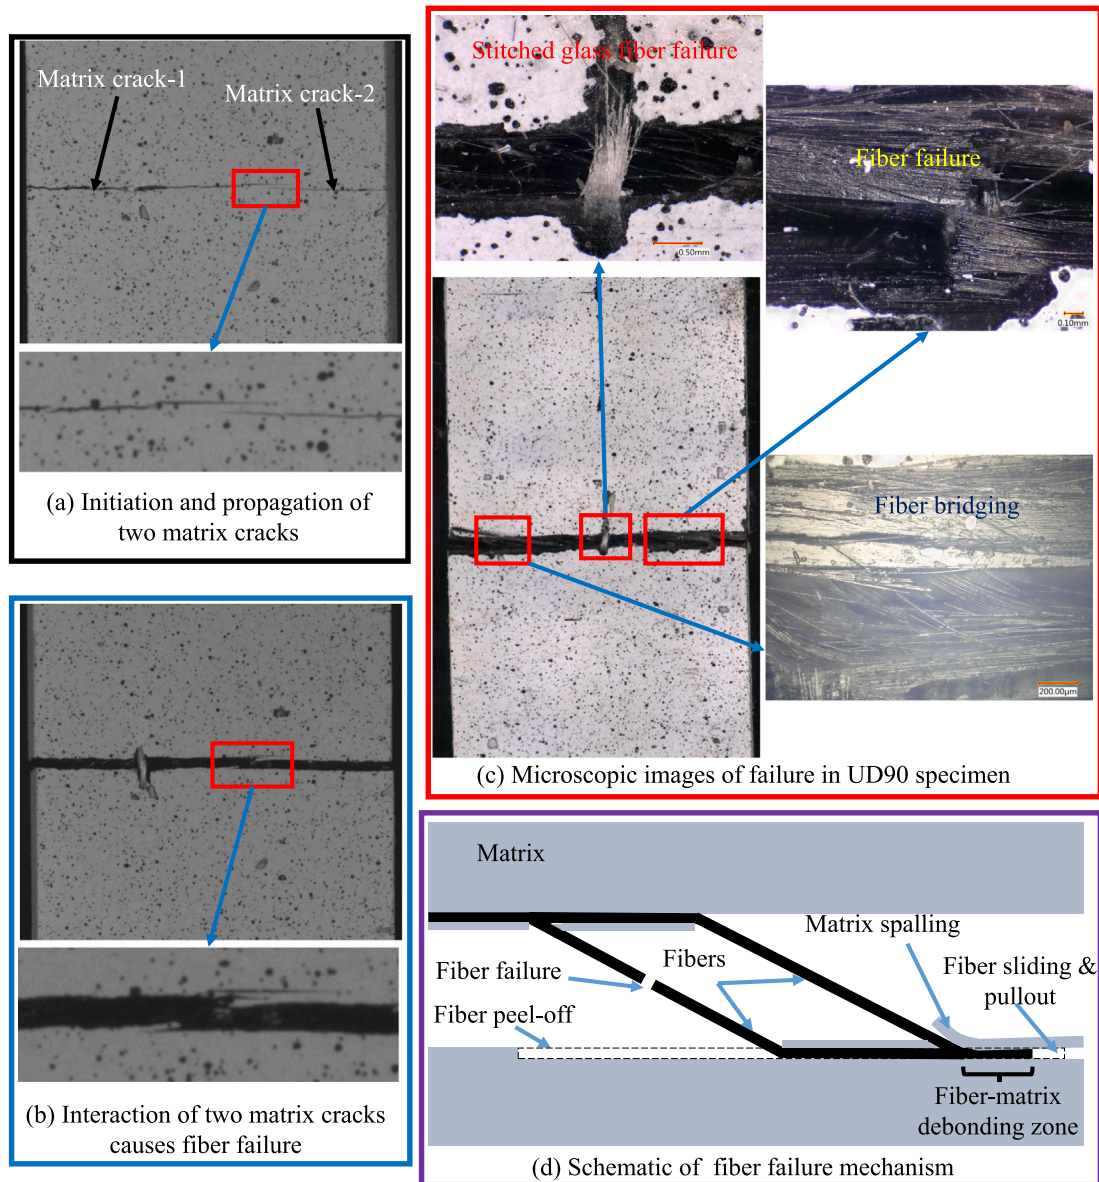 Matrix crack-1
Matrix crack-2
(a) Initiation and propagation of
two matrix cracks
(b) Interaction of two matrix cracks
causes fiber failure
Stitched glass fiber failure
0.50mm
Fiber failure
0.10mm
Fiber bridging
200.00μm
(c) Microscopic images of failure in UD90 specimen
Matrix
Matrix spalling
Fiber failure
Fibers
Fiber sliding &
pullout
Fiber peel-off
Fiber-matrix
debonding zone
(d) Schematic of fiber failure mechanism